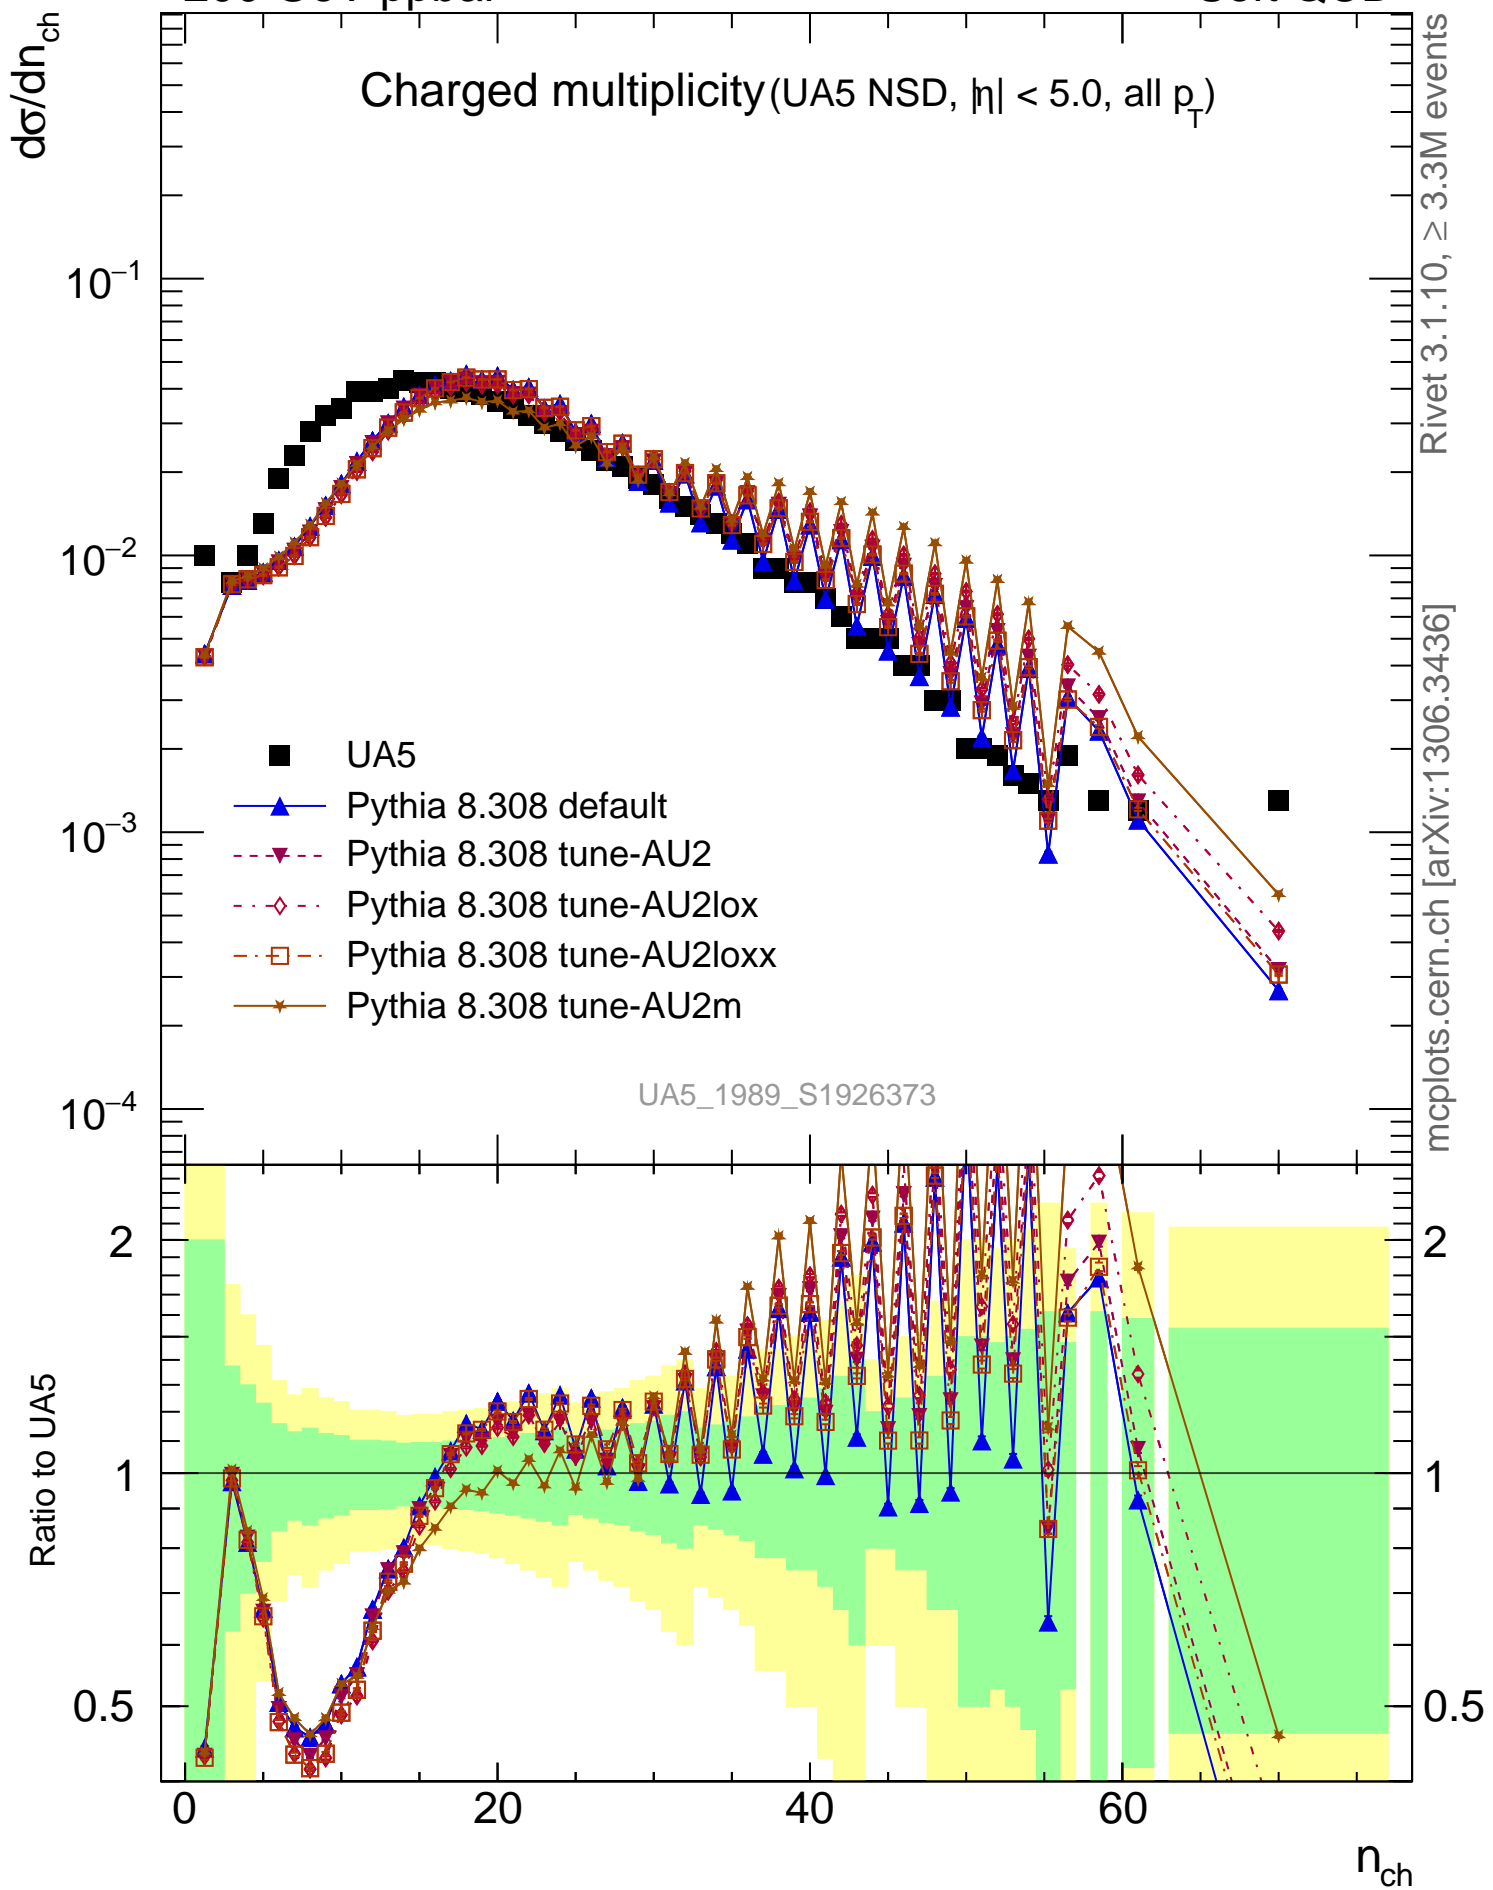 dσ/dn_ch
Charged multiplicity (UA5 NSD, |η| < 5.0, all p_T)
10⁻¹
10⁻²
10⁻³
10⁻⁴
UA5
Pythia 8.308 default
Pythia 8.308 tune-AU2
Pythia 8.308 tune-AU2lox
Pythia 8.308 tune-AU2loxx
Pythia 8.308 tune-AU2m
UA5_1989_S1926373
Rivet 3.1.10, ≥ 3.3M events
mcplots.cern.ch [arXiv:1306.3436]
Ratio to UA5
2
1
0.5
2
1
0.5
0 20 40 60
n_ch